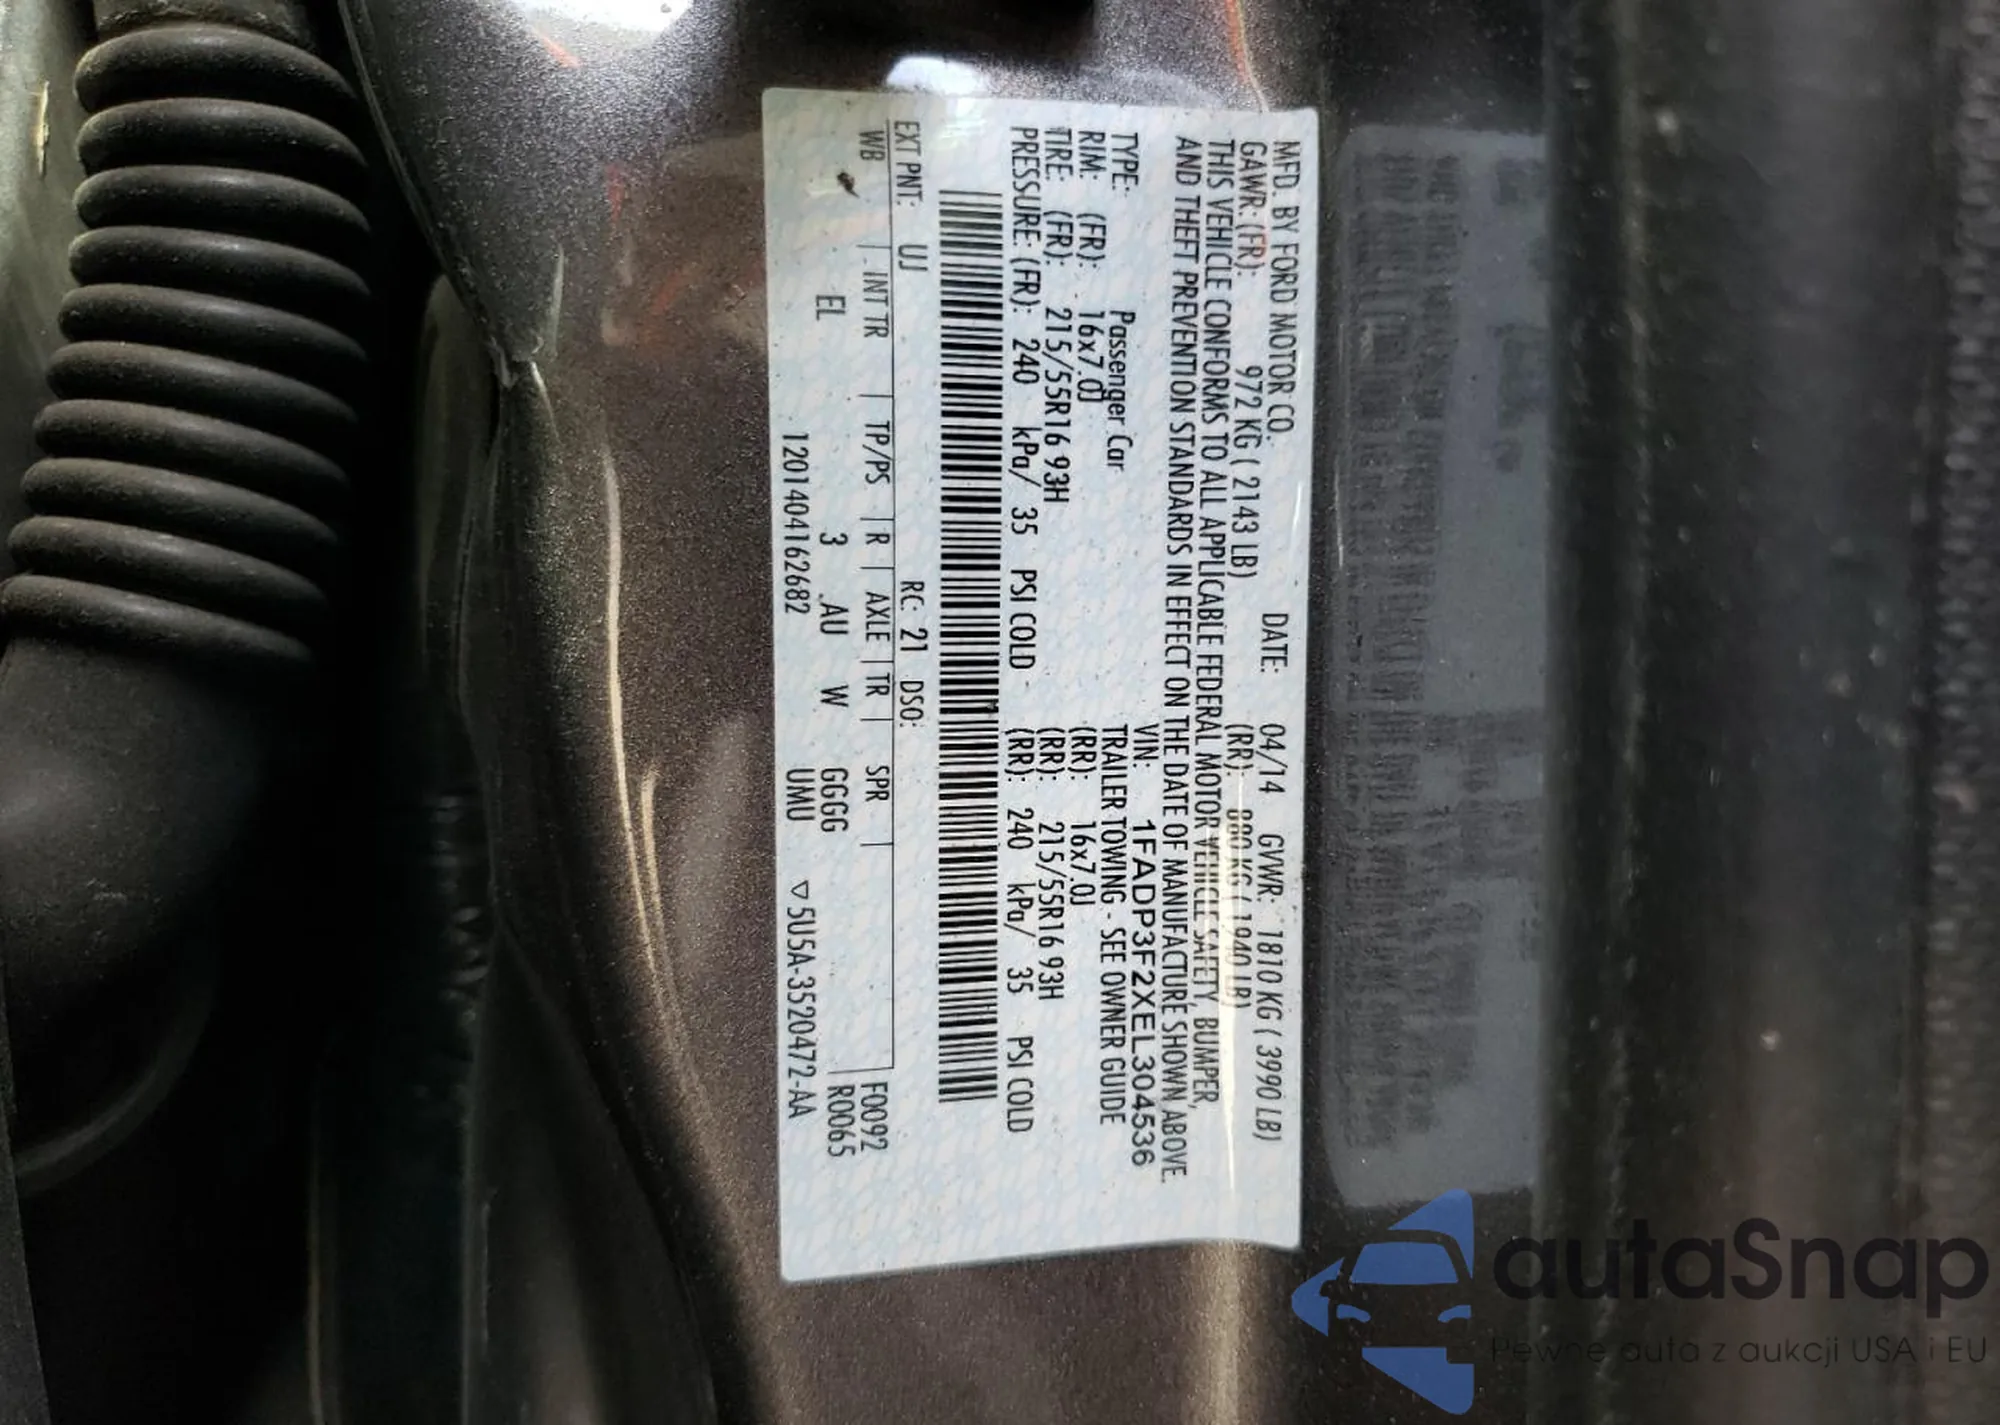 MFD. BY FORD MOTOR CO. DATE: 04/14 GVWR: 1810 KG ( 3990 LB)
GAWR: (FR): 972 KG ( 2143 LB) (RR): 880 KG ( 1940 LB)
THIS VEHICLE CONFORMS TO ALL APPLICABLE FEDERAL MOTOR VEHICLE SAFETY, BUMPER,
AND THEFT PREVENTION STANDARDS IN EFFECT ON THE DATE OF MANUFACTURE SHOWN ABOVE.
VIN: 1FADP3F2XEL304536
TYPE: Passenger Car TRAILER TOWING - SEE OWNER GUIDE
RIM: (FR): 16x7.0J (RR): 16x7.0J
TIRE: (FR): 215/55R16 93H (RR): 215/55R16 93H
PRESSURE: (FR): 240 kPa/ 35 PSI COLD (RR): 240 kPa/ 35 PSI COLD
EXT PNT: UJ RC: 21 DSO:
WB INT TR TP/PS R AXLE TR SPR F0092
EL 3 AU W GGGG R0065
1201404162682 UMU ▽5U5A-3520472-AA
autoSnap
Pewne auta z aukcji USA i EU